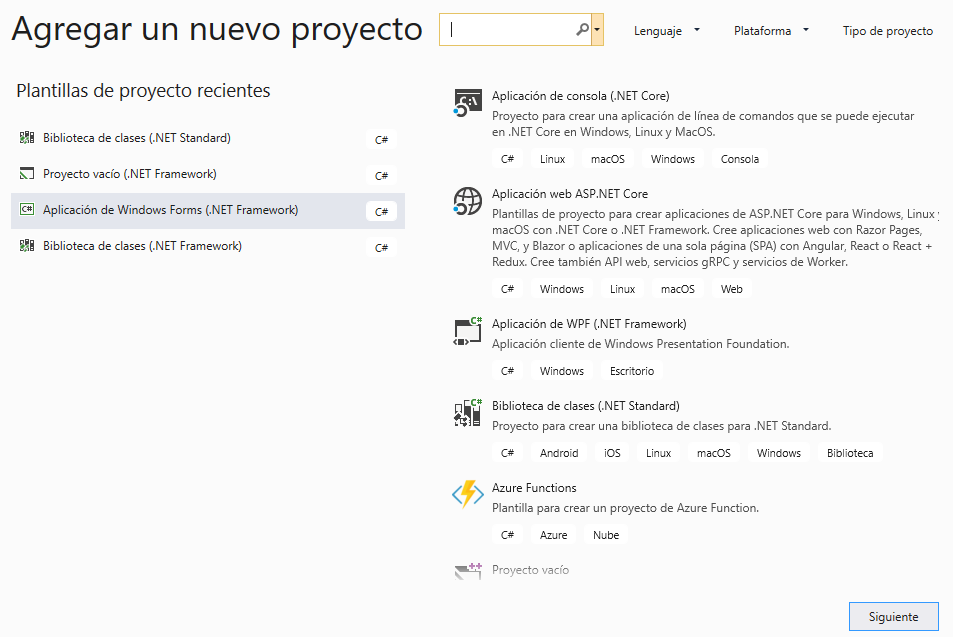 Agregar un nuevo proyecto
Lenguaje
Plataforma
Tipo de proyecto
Plantillas de proyecto recientes
Biblioteca de clases (.NET Standard)
C#
Proyecto vacío (.NET Framework)
C#
Aplicación de Windows Forms (.NET Framework)
C#
Biblioteca de clases (.NET Framework)
C#
Aplicación de consola (.NET Core)
Proyecto para crear una aplicación de línea de comandos que se puede ejecutar
en .NET Core en Windows, Linux y MacOS.
C# Linux macOS Windows Consola
Aplicación web ASP.NET Core
Plantillas de proyecto para crear aplicaciones de ASP.NET Core para Windows, Linux y
macOS con .NET Core o .NET Framework. Cree aplicaciones web con Razor Pages,
MVC, y Blazor o aplicaciones de una sola página (SPA) con Angular, React o React +
Redux. Cree también API web, servicios gRPC y servicios de Worker.
C# Windows Linux macOS Web
Aplicación de WPF (.NET Framework)
Aplicación cliente de Windows Presentation Foundation.
C# Windows Escritorio
Biblioteca de clases (.NET Standard)
Proyecto para crear una biblioteca de clases para .NET Standard.
C# Android iOS Linux macOS Windows Biblioteca
Azure Functions
Plantilla para crear un proyecto de Azure Function.
C# Azure Nube
Proyecto vacío
Siguiente